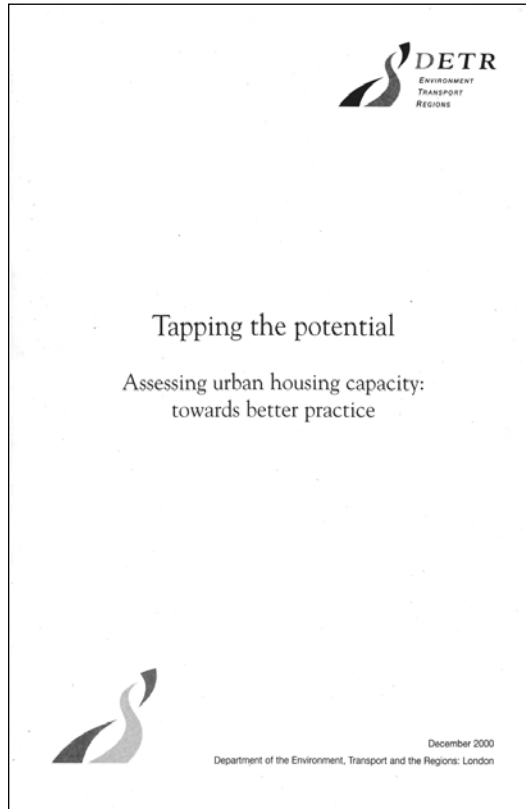 DETR
ENVIRONMENT
TRANSPORT
REGIONS
Tapping the potential
Assessing urban housing capacity:
towards better practice
December 2000
Department of the Environment, Transport and the Regions: London